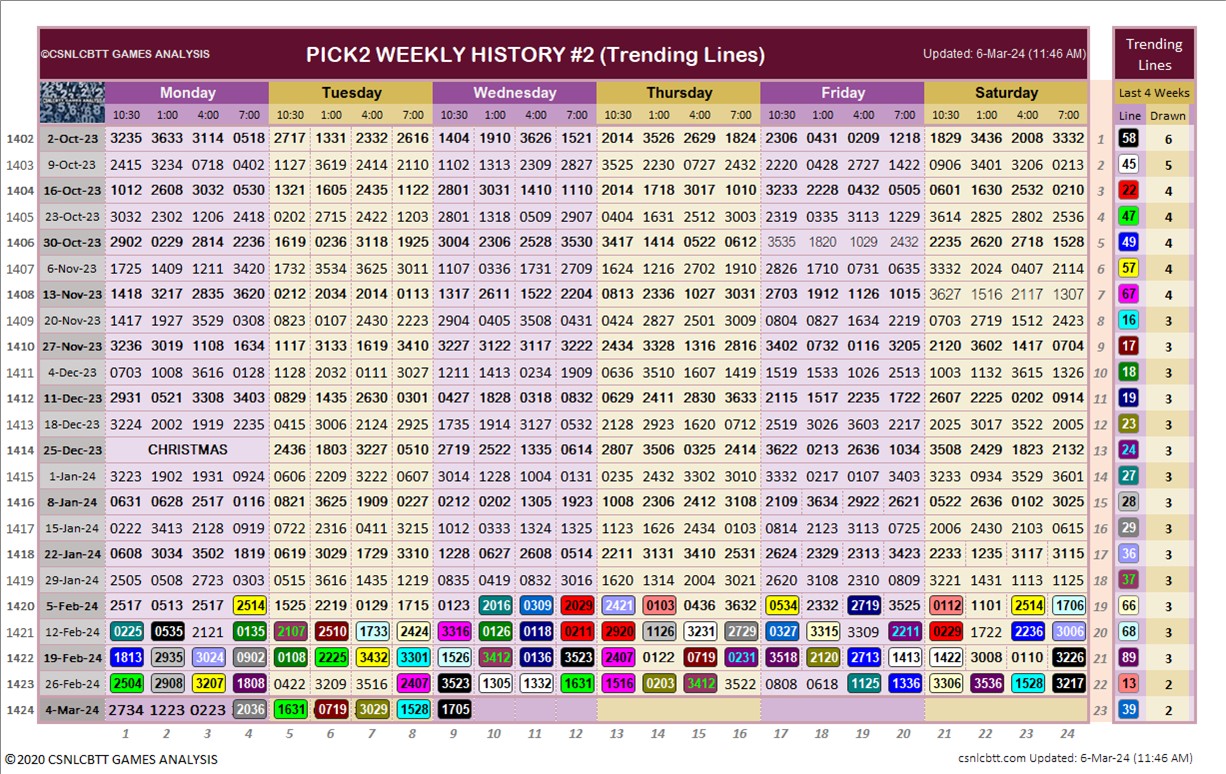 ©CSNLCBTT GAMES ANALYSIS PICK2 WEEKLY HISTORY #2 (Trending Lines) Updated: 6-Mar-24 (11:46 AM) Trending Lines
Monday Tuesday Wednesday Thursday Friday Saturday Last 4 Weeks
10:30 1:00 4:00 7:00 10:30 1:00 4:00 7:00 10:30 1:00 4:00 7:00 10:30 1:00 4:00 7:00 10:30 1:00 4:00 7:00 10:30 1:00 4:00 7:00 Line Drawn
1402 2-Oct-23 3235 3633 3114 0518 2717 1331 2332 2616 1404 1910 3626 1521 2014 3526 2629 1824 2306 0431 0209 1218 1829 3436 2008 3332 1 58 6
1403 9-Oct-23 2415 3234 0718 0402 1127 3619 2414 2110 1102 1313 2309 2827 3525 2230 0727 2432 2220 0428 2727 1422 0906 3401 3206 0213 2 45 5
1404 16-Oct-23 1012 2608 3032 0530 1321 1605 2435 1122 2801 3031 1410 1110 2014 1718 3017 1010 3233 2228 0432 0505 0601 1630 2532 0210 3 22 4
1405 23-Oct-23 3032 2302 1206 2418 0202 2715 2422 1203 2801 1318 0509 2907 0404 1631 2512 3003 2319 0335 3113 1229 3614 2825 2802 2536 4 47 4
1406 30-Oct-23 2902 0229 2814 2236 1619 0236 3118 1925 3004 2306 2528 3530 3417 1414 0522 0612 3535 1820 1029 2432 2235 2620 2718 1528 5 49 4
1407 6-Nov-23 1725 1409 1211 3420 1732 3534 3625 3011 1107 0336 1731 2709 1624 1216 2702 1910 2826 1710 0731 0635 3332 2024 0407 2114 6 57 4
1408 13-Nov-23 1418 3217 2835 3620 0212 2034 2014 0113 1317 2611 1522 2204 0813 2336 1027 3031 2703 1912 1126 1015 3627 1516 2117 1307 7 67 4
1409 20-Nov-23 1417 1927 3529 0308 0823 0107 2430 2223 2904 0405 3508 0431 0424 2827 2501 3009 0804 0827 1634 2219 0703 2719 1512 2423 8 16 3
1410 27-Nov-23 3236 3019 1108 1634 1117 3133 1619 3410 3227 3122 3117 3222 2434 3328 1316 2816 3402 0732 0116 3205 2120 3602 1417 0704 9 17 3
1411 4-Dec-23 0703 1008 3616 0128 1128 2032 0111 3027 1211 1413 0234 1909 0636 3510 1607 1419 1519 1533 1026 2513 1003 1132 3615 1326 10 18 3
1412 11-Dec-23 2931 0521 3308 3403 0829 1435 2630 0301 0427 1828 0318 0832 0629 2411 2830 3633 2115 1517 2235 1722 2607 2225 0202 0914 11 19 3
1413 18-Dec-23 3224 2002 1919 2235 0415 3006 2124 2925 1735 1914 3127 0532 2128 2923 1620 0712 2519 3026 3603 2217 2025 3017 3522 2005 12 23 3
1414 25-Dec-23 CHRISTMAS 2436 1803 3227 0519 2719 2522 1335 0614 2807 3506 0325 2414 3622 0213 2636 1034 3508 2429 1823 2132 13 24 3
1415 1-Jan-24 3223 1902 1931 0924 0606 2209 3222 0607 3014 1228 1004 0131 0235 2432 3302 3010 3332 0217 0107 3403 3233 0934 3529 3601 14 27 3
1416 8-Jan-24 0631 0628 2517 0116 0821 3625 1909 0227 0212 0202 1305 1923 1008 2306 2412 3108 2109 3634 2922 2621 0522 2636 0102 3025 15 28 3
1417 15-Jan-24 0222 3413 2128 0919 0722 2316 0411 3215 1012 0333 1324 1325 1123 1626 2434 0103 0814 2123 3113 0725 2006 2430 2103 0615 16 29 3
1418 22-Jan-24 0608 3034 3502 1819 0619 3029 1729 3310 1228 0627 2608 0514 2211 3131 3410 2531 2624 2329 2313 3423 2233 1235 3117 3115 17 36 3
1419 29-Jan-24 2505 0508 2723 0303 0515 3616 1435 1219 0835 0419 0832 3016 1620 1314 2004 3021 2620 3108 2310 0809 3221 1431 1113 1125 18 37 3
1420 5-Feb-24 2517 0513 2517 2514 1525 2219 0129 1715 0123 2016 0309 2029 2421 0103 0436 3632 0534 2332 2719 3525 0112 1101 2514 1706 19 66 3
1421 12-Feb-24 0225 0535 2121 0135 2107 2510 1733 2424 3316 0126 0118 0211 2920 1126 3231 2729 0327 3315 3309 2211 0229 1722 2236 3006 20 68 3
1422 19-Feb-24 1813 2935 3024 0902 0108 2225 3432 3301 1526 3412 0136 3523 2407 0122 0719 0231 3518 2120 2713 1413 1422 3008 0110 3226 21 89 3
1423 26-Feb-24 2504 2908 3207 1808 0422 3209 3516 2407 3523 1305 1332 1631 1516 0203 3412 3522 0808 0618 1125 1336 3306 3536 1528 3217 22 13 2
1424 4-Mar-24 2734 1223 0223 2036 1631 0719 3029 1528 1705 23 39 2
1 2 3 4 5 6 7 8 9 10 11 12 13 14 15 16 17 18 19 20 21 22 23 24
©2020 CSNLCBTT GAMES ANALYSIS csnlcbtt.com Updated: 6-Mar-24 (11:46 AM)